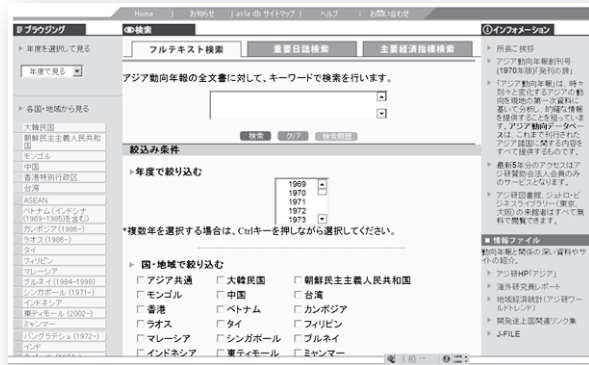 Home | お知らせ | asia db サイトマップ | ヘルプ | お問い合わせ
ブラウジング
年度を選択して見る
年度で見る
各国・地域から見る
大韓民国
朝鮮民主主義人民共和国
モンゴル
中国
香港特別行政区
台湾
ASEAN
ベトナム(インドシナ
(1969-1985)を含む)
カンボジア(1986-)
ラオス(1986-)
タイ
フィリピン
マレーシア
ブルネイ(1984-1998)
シンガポール(1971-)
インドネシア
東ティモール(2002-)
ミャンマー
バングラデシュ(1972-)
インド
検索
フルテキスト検索
重要日誌検索
主要経済指標検索
アジア動向年報の全文書に対して、キーワードで検索を行います。
検索
クリア
検索履歴
絞込み条件
年度で絞り込む
1969
1970
1971
1972
1973
*複数年を選択する場合は、Ctrlキーを押しながら選択してください。
国・地域で絞り込む
アジア共通 大韓民国 朝鮮民主主義人民共和国
モンゴル 中国 台湾
香港 ベトナム カンボジア
ラオス タイ フィリピン
マレーシア シンガポール ブルネイ
インドネシア 東ティモール ミャンマー
インフォメーション
所長ご挨拶
アジア動向年報創刊号
(1970年版)「発刊の辞」
「アジア動向年報」は、時々
刻々と変化するアジアの動
向を現地の第一次資料に
基いて分析し、的確な情報
を提供することを狙っていま
す。アジア動向データベー
スは、これまで刊行された
アジア諸国に関する内容を
すべて提供するものです。
最新5年分のアクセスはア
ジ研賛助会法人会員のみ
のサービスとなります。
アジ研図書館、ジェトロ・ビ
ジネスライブラリー(東京、
大阪)の来館者はすべて無
料で閲覧できます。
情報ファイル
動向年報と関係の深い資料やサ
イトの紹介。
アジ研HP「アジア」
海外研究員レポート
地域経済統計(アジ研ワー
ルドトレンド)
開発途上国関連リンク集
J-FILE